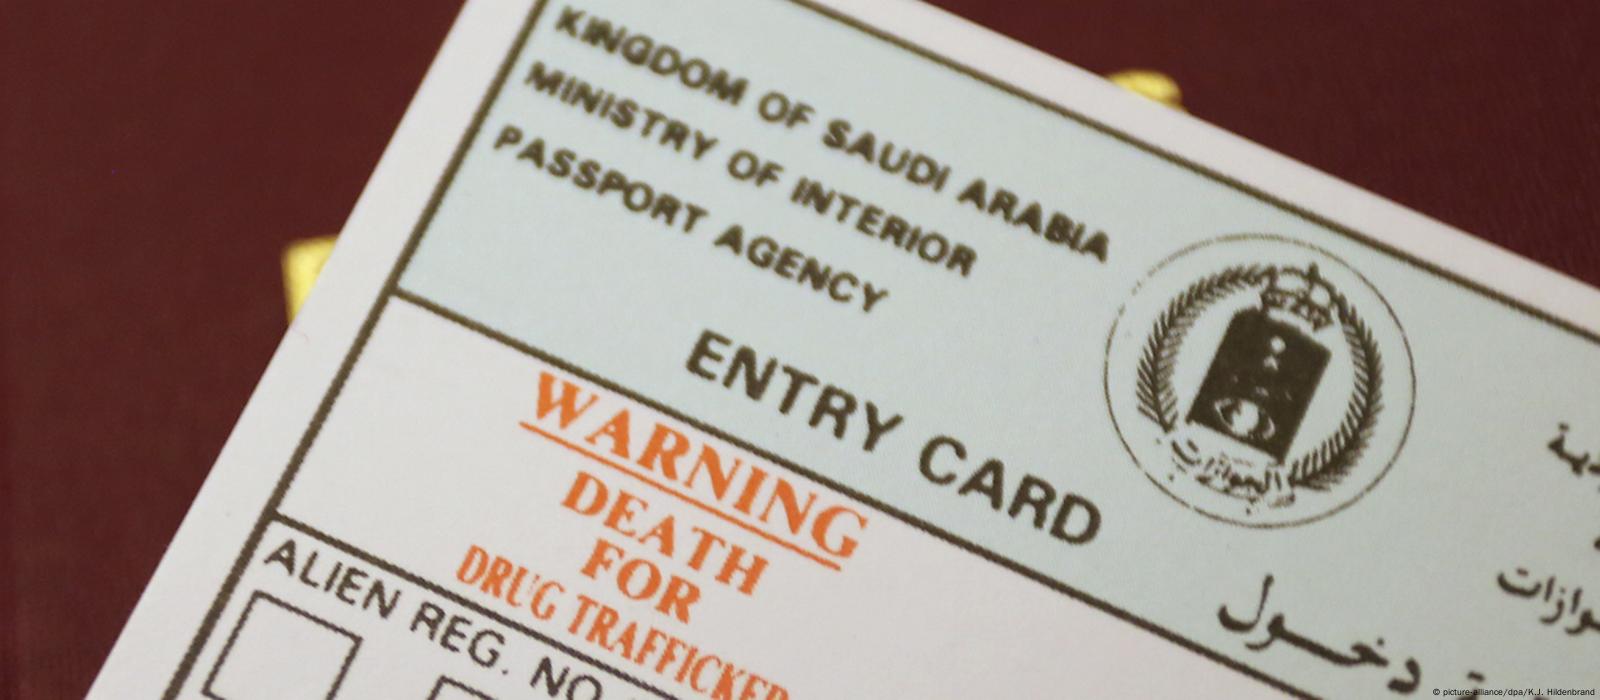 KINGDOM OF SAUDI ARABIA
MINISTRY OF INTERIOR
PASSPORT AGENCY
ENTRY CARD
الجوازات
دخول
WARNING
DEATH
FOR
DRUG TRAFFICKER
ALIEN REG. NO.
© picture-alliance/dpa/K.J. Hildenbrand